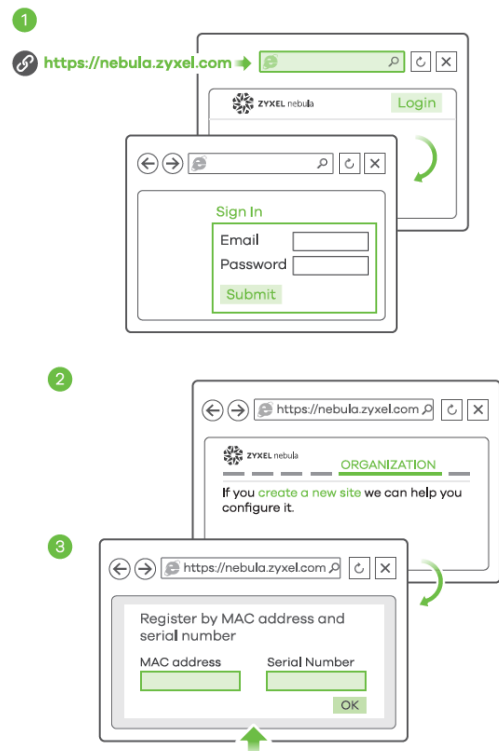 1
https://nebula.zyxel.com
ZYXEL nebula
Login
Sign In
Email
Password
Submit
2
https://nebula.zyxel.com
ZYXEL nebula
ORGANIZATION
If you create a new site we can help you
configure it.
3
https://nebula.zyxel.com
Register by MAC address and
serial number
MAC address Serial Number
OK